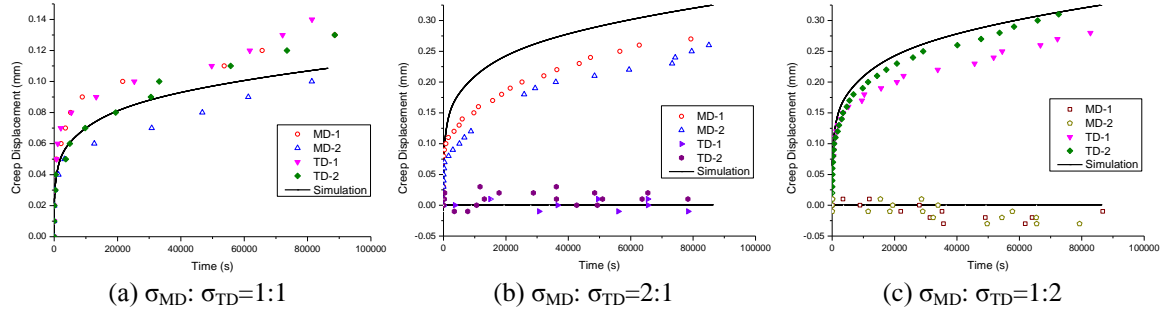 0.14
0.12
0.10
0.08
0.06
0.04
0.02
0.00
Creep Displacement (mm)
0 20000 40000 60000 80000 100000
Time (s)
MD-1
MD-2
TD-1
TD-2
Simulation
(a) σMD: σTD=1:1
0.30
0.25
0.20
0.15
0.10
0.05
0.00
-0.05
Creep Displacement (mm)
0 20000 40000 60000 80000 100000
Time (s)
MD-1
MD-2
TD-1
TD-2
Simulation
(b) σMD: σTD=2:1
0.30
0.25
0.20
0.15
0.10
0.05
0.00
-0.05
Creep Displacement (mm)
0 20000 40000 60000 80000 100000
Time (s)
MD-1
MD-2
TD-1
TD-2
Simulation
(c) σMD: σTD=1:2